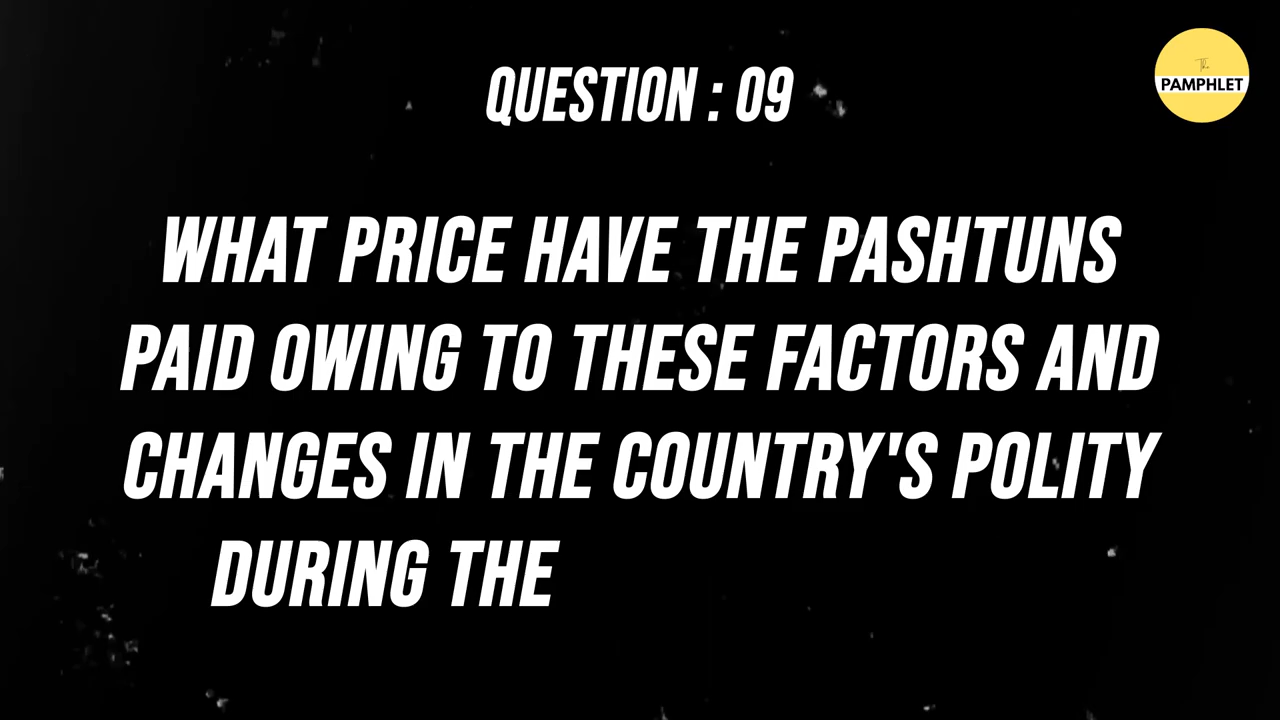 QUESTION : 09
The
PAMPHLET
WHAT PRICE HAVE THE PASHTUNS
PAID OWING TO THESE FACTORS AND
CHANGES IN THE COUNTRY'S POLITY
DURING THE